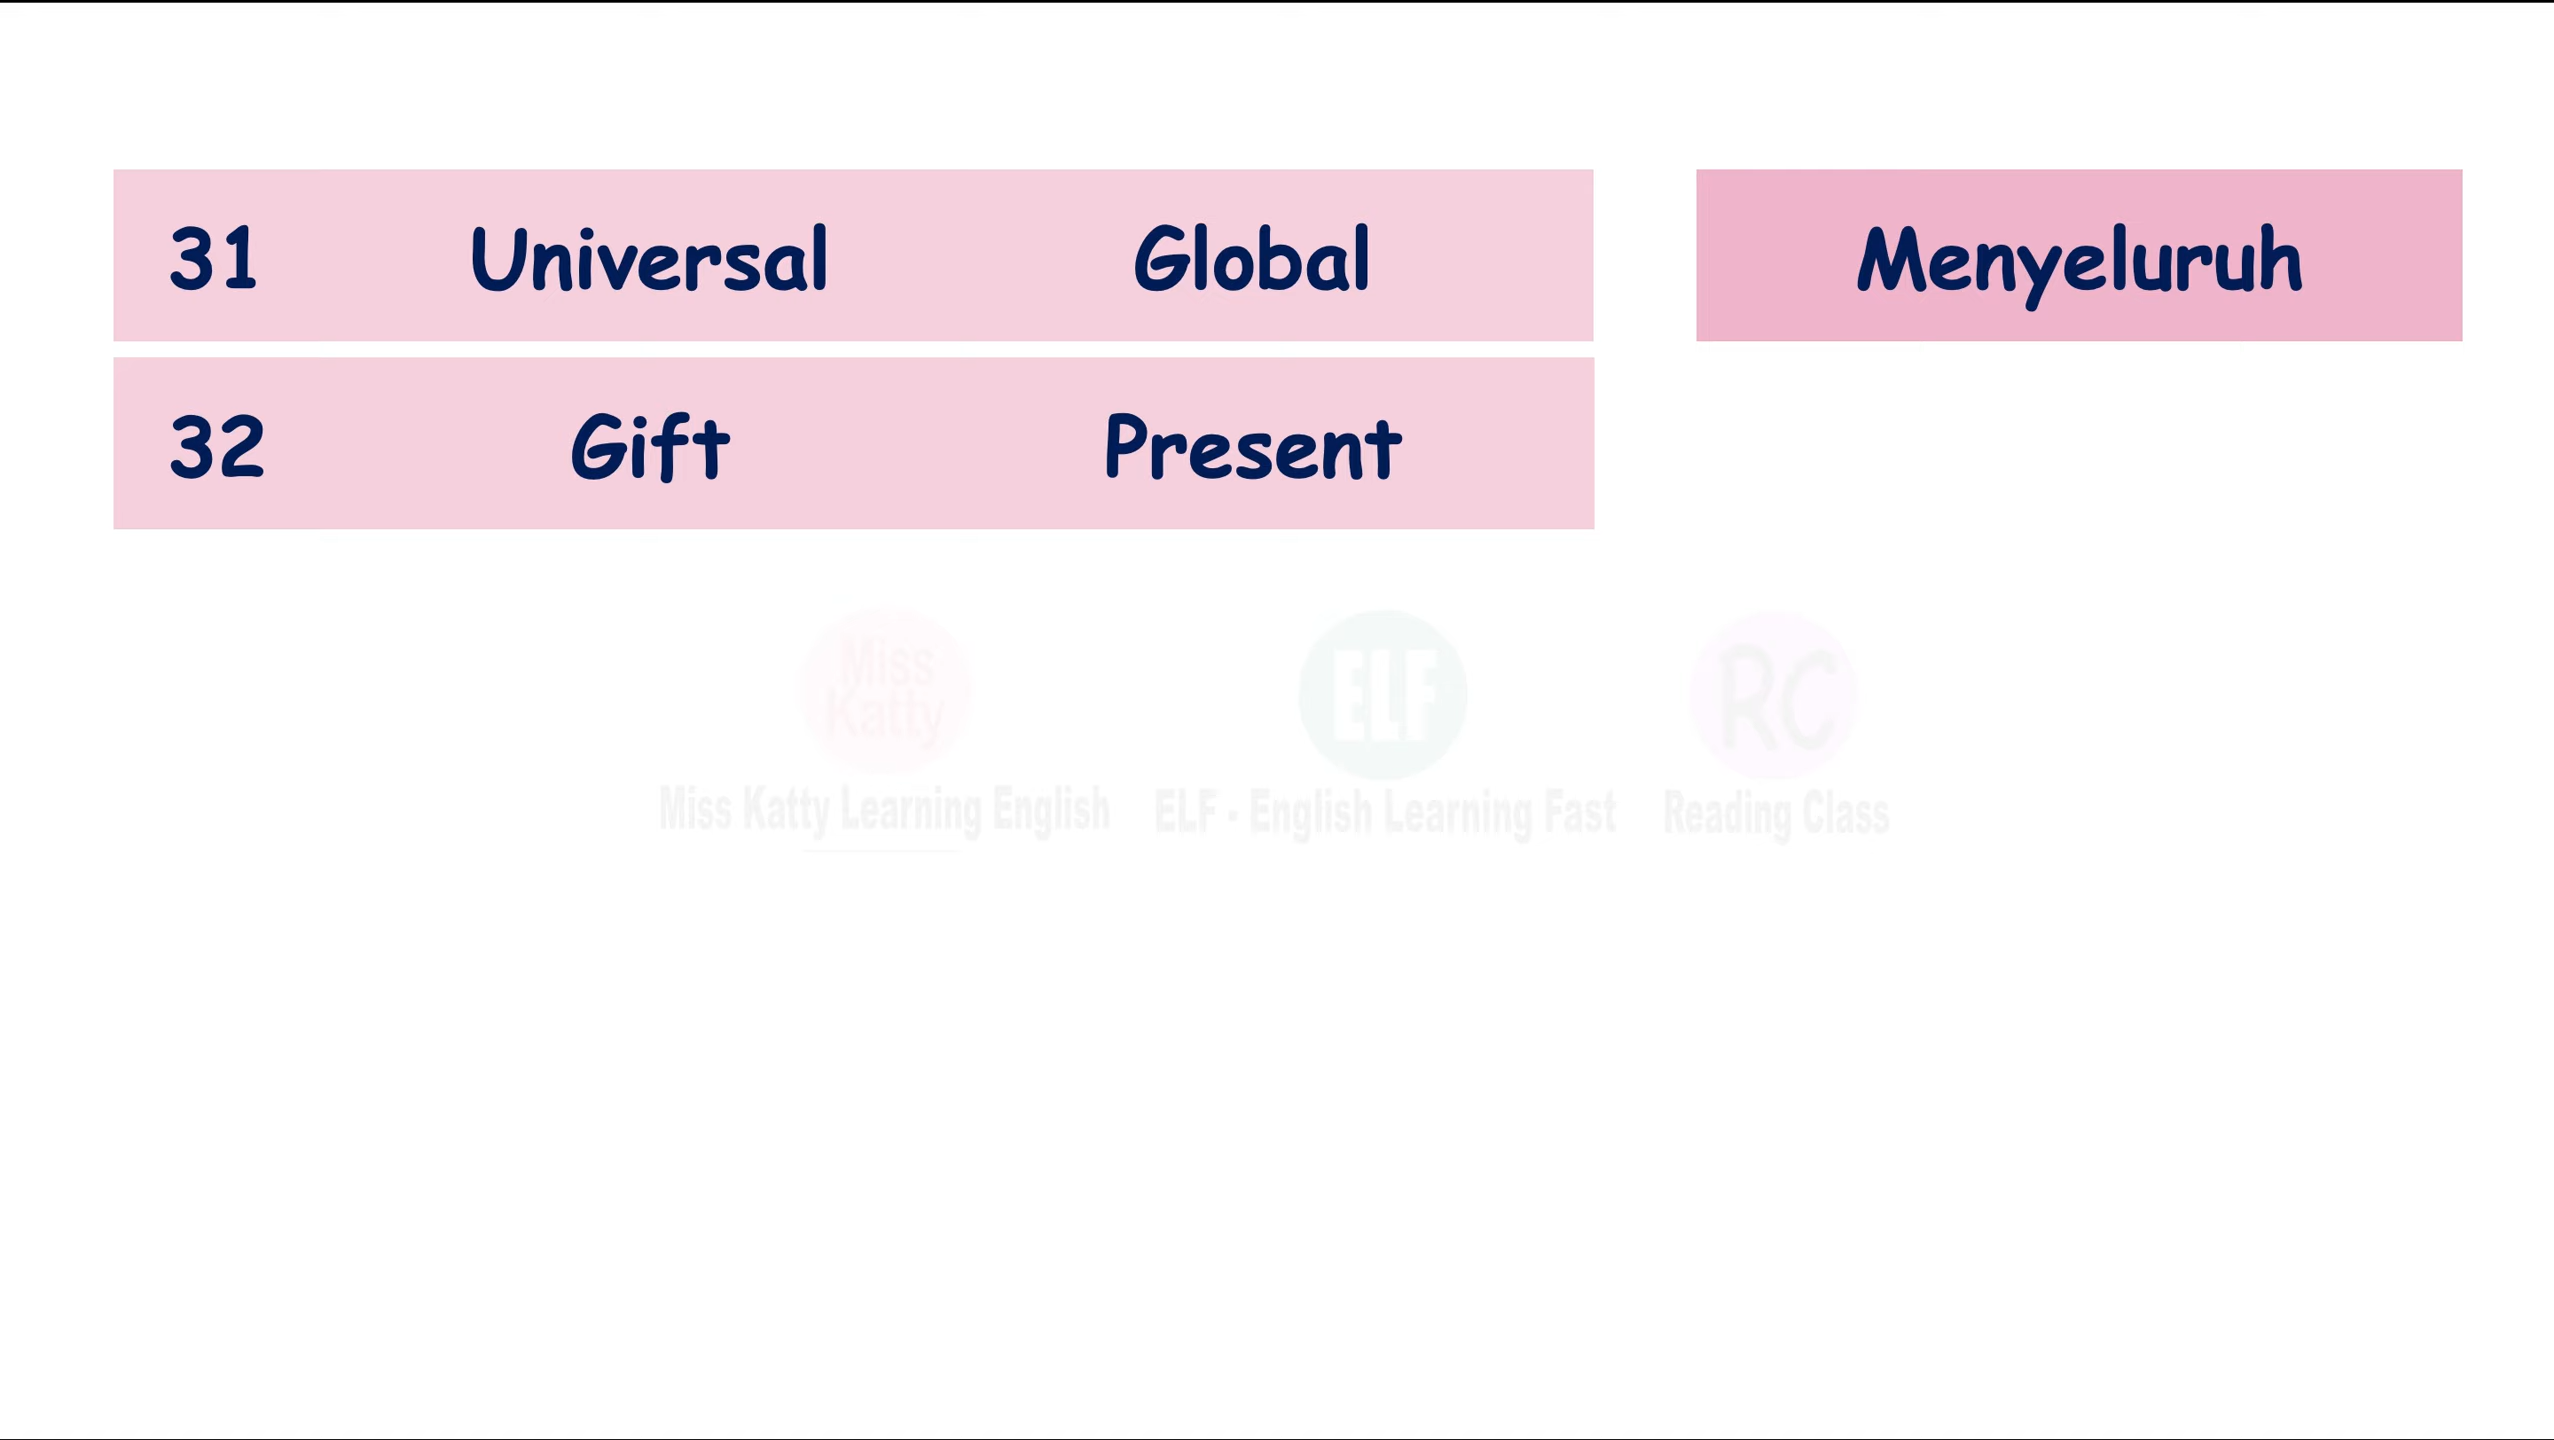 31 Universal Global Menyeluruh
32 Gift Present
Miss
Katty
ELF
RC
Miss Katty Learning English
ELF - English Learning Fast
Reading Class